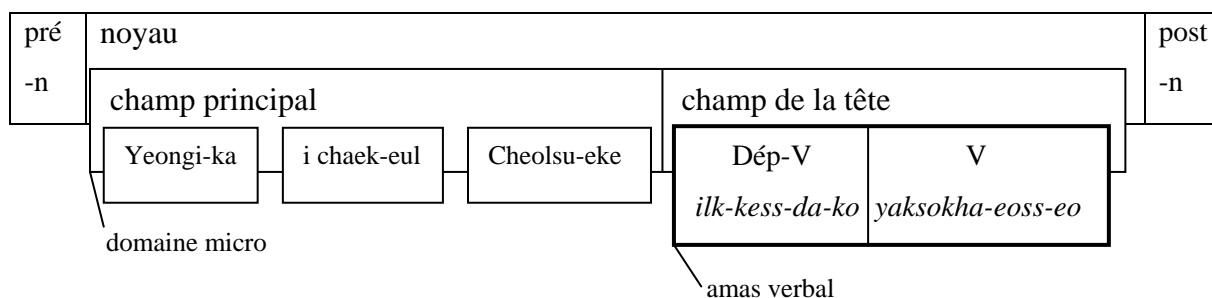 pré noyau post
-n -n
champ principal champ de la tête
Yeongi-ka i chaek-eul Cheolsu-eke Dép-V V
ilk-kess-da-ko yaksokha-eoss-eo
domaine micro
amas verbal